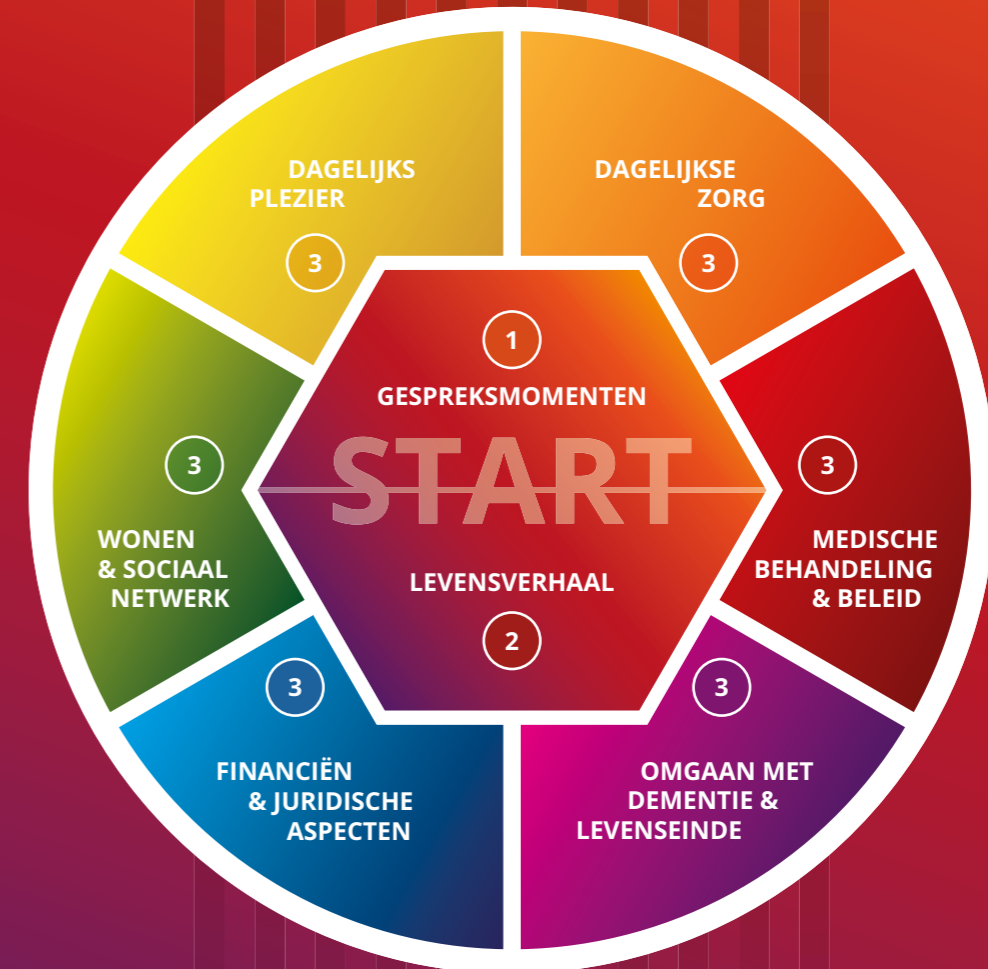 DAGELIJKS
PLEZIER
3
DAGELIJKSE
ZORG
3
1
GESPREKSMOMENTEN
START
LEVENSVERHAAL
2
3
WONEN
& SOCIAAL
NETWERK
3
MEDISCHE
BEHANDELING
& BELEID
3
FINANCIËN
& JURIDISCHE
ASPECTEN
3
OMGAAN MET
DEMENTIE &
LEVENSEINDE